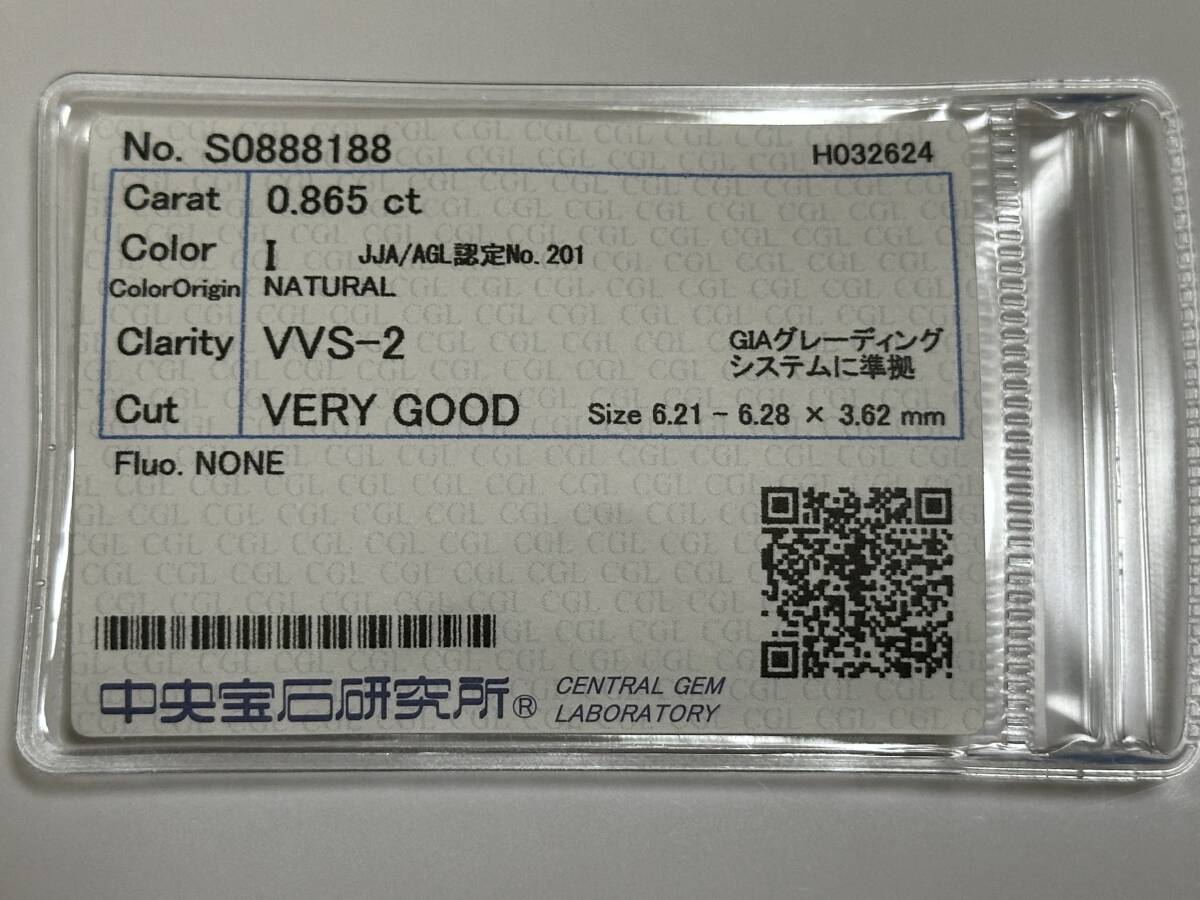 No. S0888188 H032624
Carat 0.865 ct
Color I JJA/AGL認定No.201
ColorOrigin NATURAL
Clarity VVS-2 GIAグレーディング
システムに準拠
Cut VERY GOOD Size 6.21 - 6.28 × 3.62 mm
Fluo. NONE
中央宝石研究所® CENTRAL GEM
LABORATORY